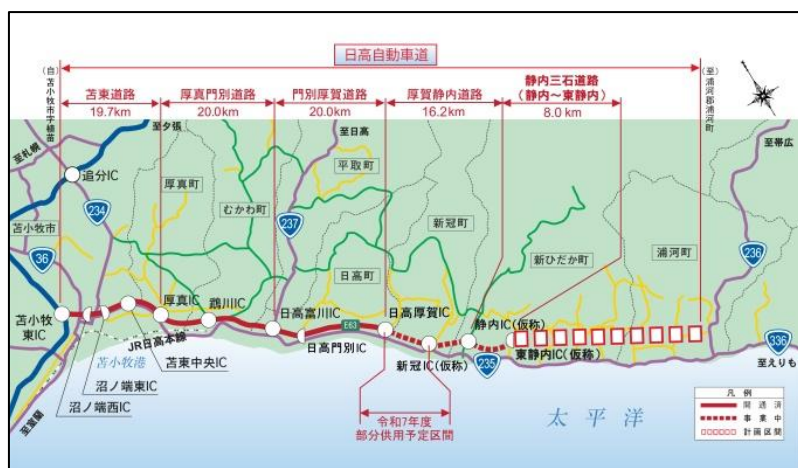 日高自動車道
(自)苫小牧市字植苗
苫東道路
19.7km
厚真門別道路
20.0km
門別厚賀道路
20.0km
厚賀静内道路
16.2km
静内三石道路
(静内～東静内)
8.0 km
(至)浦河郡浦河町
至札幌
至夕張
至日高
至帯広
追分IC
厚真町
むかわ町
平取町
新冠町
日高町
新ひだか町
浦河町
苫小牧市
234
36
237
236
苫小牧東IC
厚真IC
鵡川IC
日高富川IC
E63
日高厚賀IC
静内IC(仮称)
JR日高本線
苫小牧港
苫東中央IC
日高門別IC
新冠IC(仮称)
235
東静内IC(仮称)
336
至えりも
沼ノ端東IC
沼ノ端西IC
至室蘭
令和7年度
部分供用予定区間
太平洋
凡例
開通済
事業中
計画区間